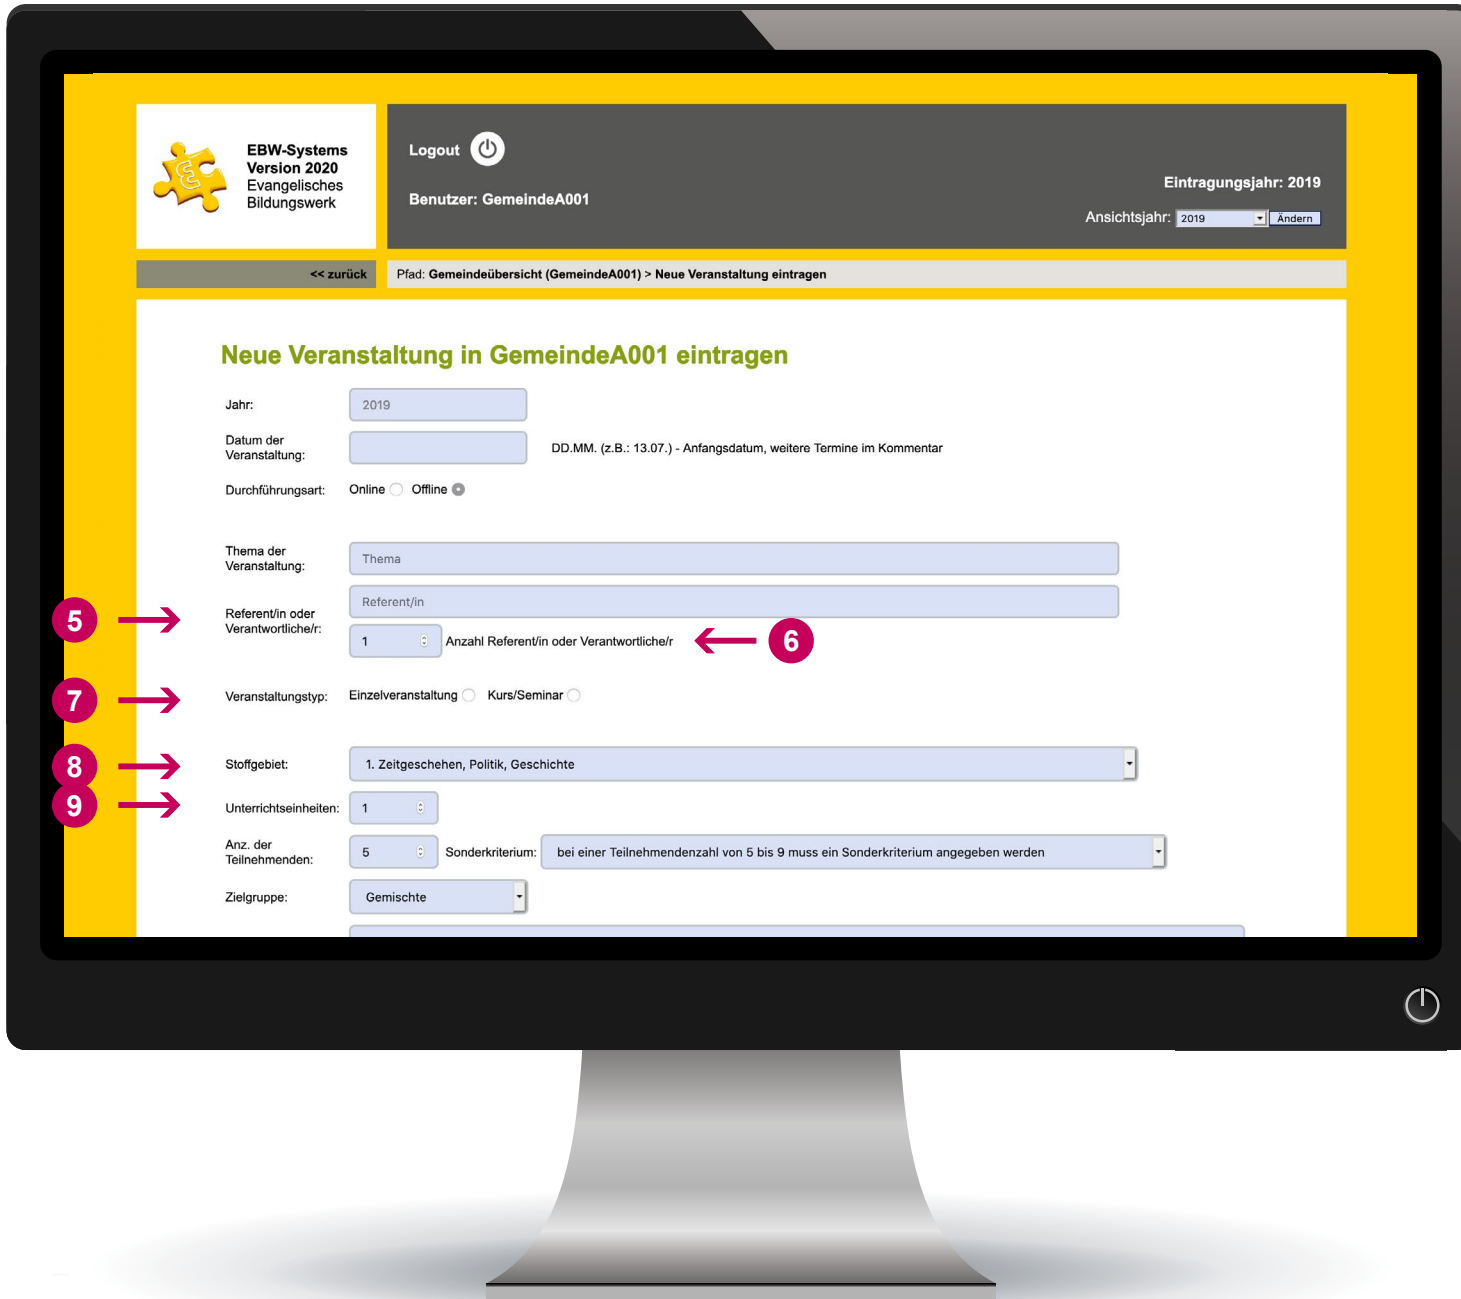 EBW-Systems
Version 2020
Evangelisches
Bildungswerk
Logout
Benutzer: GemeindeA001
Eintragungsjahr: 2019
Ansichtsjahr: 2019 Ändern
<< zurück
Pfad: Gemeindeübersicht (GemeindeA001) > Neue Veranstaltung eintragen
Neue Veranstaltung in GemeindeA001 eintragen
Jahr: 2019
Datum der
Veranstaltung:
DD.MM. (z.B.: 13.07.) - Anfangsdatum, weitere Termine im Kommentar
Durchführungsart: Online Offline
Thema der
Veranstaltung:
Thema
Referent/in
5
Referent/in oder
Verantwortliche/r:
1 Anzahl Referent/in oder Verantwortliche/r
6
7
Veranstaltungstyp: Einzelveranstaltung Kurs/Seminar
8
Stoffgebiet: 1. Zeitgeschehen, Politik, Geschichte
9
Unterrichtseinheiten: 1
Anz. der
Teilnehmenden:
5 Sonderkriterium: bei einer Teilnehmendenzahl von 5 bis 9 muss ein Sonderkriterium angegeben werden
Zielgruppe: Gemischte